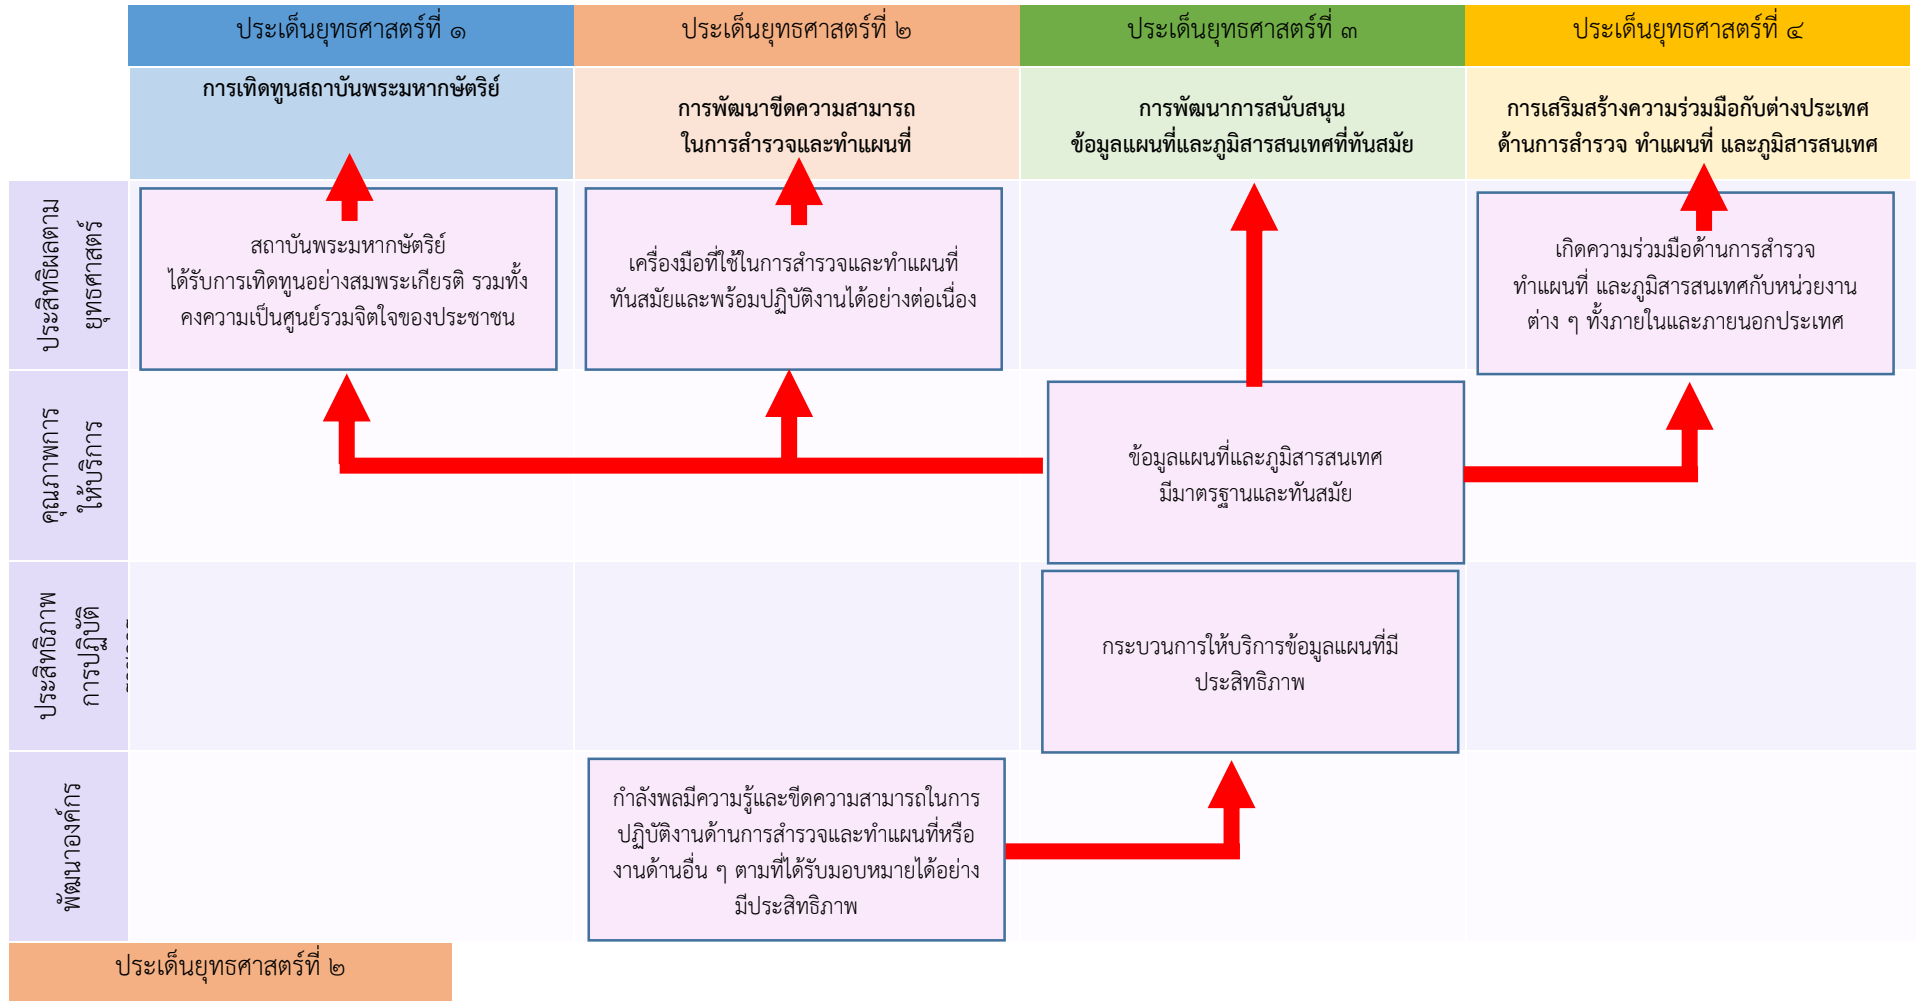 ประเด็นยุทธศาสตร์ที่ ๑
ประเด็นยุทธศาสตร์ที่ ๒
ประเด็นยุทธศาสตร์ที่ ๓
ประเด็นยุทธศาสตร์ที่ ๔
การเทิดทูนสถาบันพระมหากษัตริย์
การพัฒนาขีดความสามารถ
ในการสำรวจและทำแผนที่
การพัฒนาการสนับสนุน
ข้อมูลแผนที่และภูมิสารสนเทศที่ทันสมัย
การเสริมสร้างความร่วมมือกับต่างประเทศ
ด้านการสำรวจ ทำแผนที่ และภูมิสารสนเทศ
ประสิทธิผลตาม
ยุทธศาสตร์
สถาบันพระมหากษัตริย์
ได้รับการเทิดทูนอย่างสมพระเกียรติ รวมทั้ง
คงความเป็นศูนย์รวมจิตใจของประชาชน
เครื่องมือที่ใช้ในการสำรวจและทำแผนที่
ทันสมัยและพร้อมปฏิบัติงานได้อย่างต่อเนื่อง
เกิดความร่วมมือด้านการสำรวจ
ทำแผนที่ และภูมิสารสนเทศกับหน่วยงาน
ต่าง ๆ ทั้งภายในและภายนอกประเทศ
คุณภาพการ
ให้บริการ
ข้อมูลแผนที่และภูมิสารสนเทศ
มีมาตรฐานและทันสมัย
ประสิทธิภาพ
การปฏิบัติ
กระบวนการให้บริการข้อมูลแผนที่มี
ประสิทธิภาพ
พัฒนาองค์กร
กำลังพลมีความรู้และขีดความสามารถในการ
ปฏิบัติงานด้านการสำรวจและทำแผนที่หรือ
งานด้านอื่น ๆ ตามที่ได้รับมอบหมายได้อย่าง
มีประสิทธิภาพ
ประเด็นยุทธศาสตร์ที่ ๒